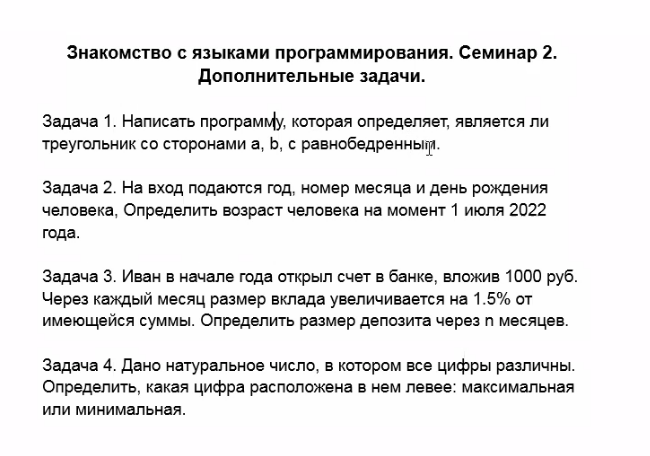 Знакомство с языками программирования. Семинар 2.
Дополнительные задачи.
Задача 1. Написать программу, которая определяет, является ли
треугольник со сторонами a, b, c равнобедренным.
Задача 2. На вход подаются год, номер месяца и день рождения
человека, Определить возраст человека на момент 1 июля 2022
года.
Задача 3. Иван в начале года открыл счет в банке, вложив 1000 руб.
Через каждый месяц размер вклада увеличивается на 1.5% от
имеющейся суммы. Определить размер депозита через n месяцев.
Задача 4. Дано натуральное число, в котором все цифры различны.
Определить, какая цифра расположена в нем левее: максимальная
или минимальная.